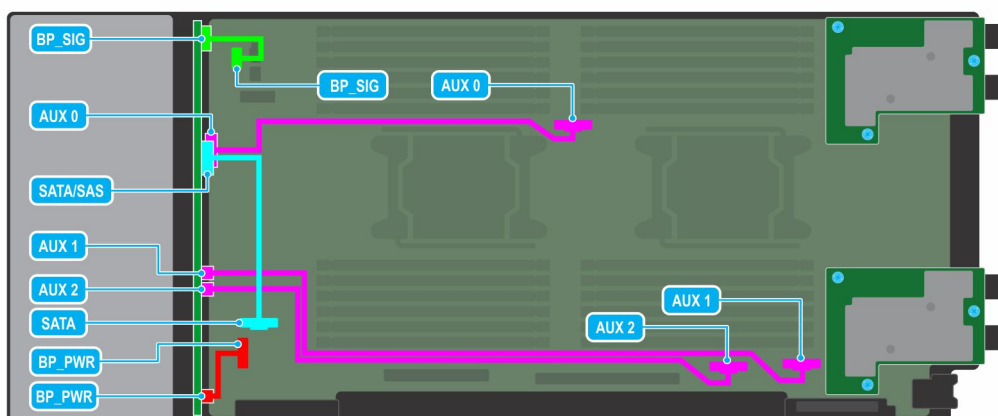 BP_SIG
BP_SIG
AUX 0
AUX 0
SATA/SAS
AUX 1
AUX 2
AUX 1
SATA
AUX 2
BP_PWR
BP_PWR